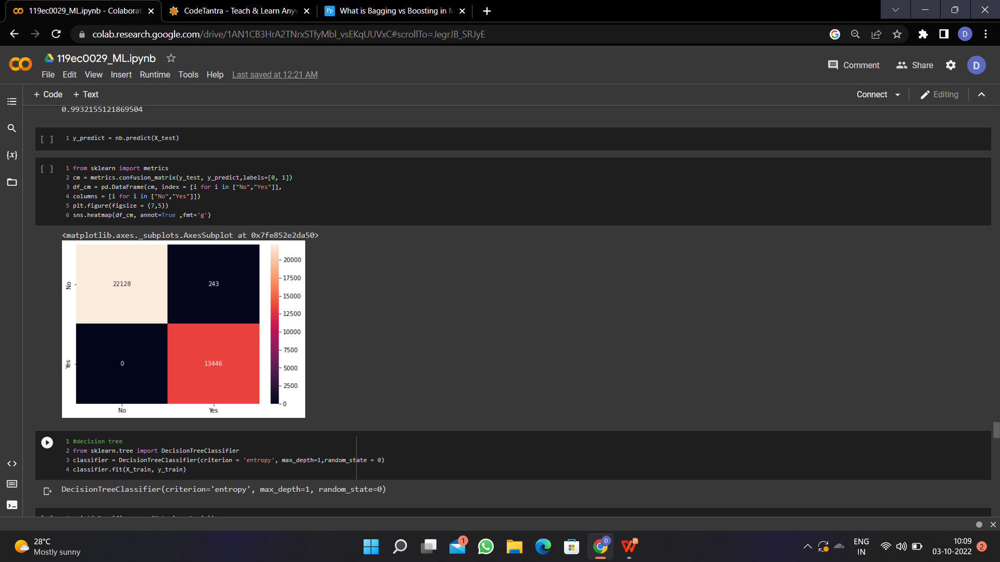 119ec0029_ML.ipynb - Colaborat
CodeTantra - Teach & Learn Any
What is Bagging vs Boosting in M
colab.research.google.com/drive/1AN1CB3HrA2TNrxSTfyMbl_vsEKqUUVxC#scrollTo=JegrJB_SRJyE
D
119ec0029_ML.ipynb
Comment Share D
File Edit View Insert Runtime Tools Help Last saved at 12:21 AM
+ Code + Text Connect Editing
0.9932155121869504
[ ] 1 y_predict = nb.predict(X_test)
[ ] 1 from sklearn import metrics
2 cm = metrics.confusion_matrix(y_test, y_predict,labels=[0, 1])
3 df_cm = pd.DataFrame(cm, index = [i for i in ["No","Yes"]],
4 columns = [i for i in ["No","Yes"]])
5 plt.figure(figsize = (7,5))
6 sns.heatmap(df_cm, annot=True ,fmt='g')
<matplotlib.axes._subplots.AxesSubplot at 0x7fe852e2da50>
20000
17500
No 22128 243
15000
12500
10000
7500
Yes 0 13446
5000
2500
0
No Yes
1 #decision tree
2 from sklearn.tree import DecisionTreeClassifier
3 classifier = DecisionTreeClassifier(criterion = 'entropy', max_depth=1,random_state = 0)
4 classifier.fit(X_train, y_train)
DecisionTreeClassifier(criterion='entropy', max_depth=1, random_state=0)
28°C
Mostly sunny
1
D
ENG
IN
10:09
03-10-2022
2